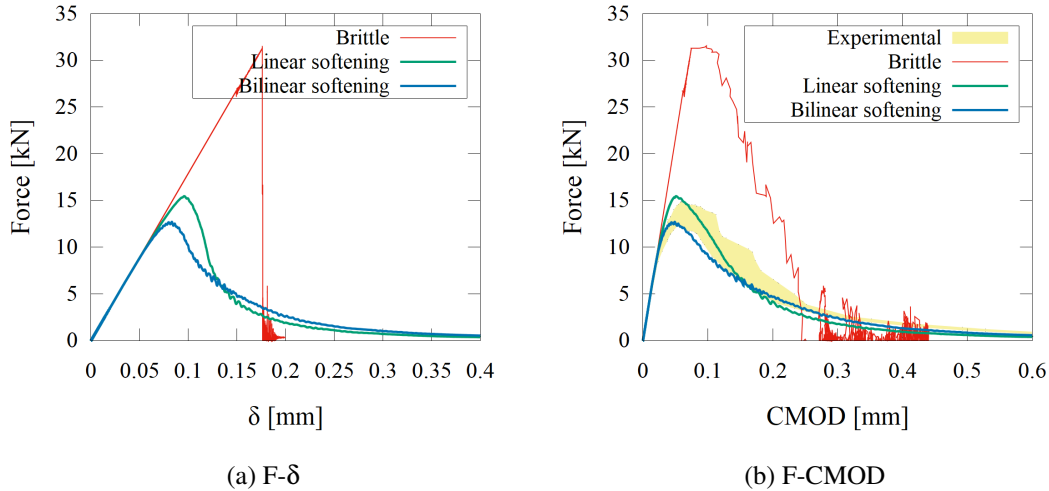 Force [kN]
35
30
25
20
15
10
5
0
Brittle
Linear softening
Bilinear softening
0 0.05 0.1 0.15 0.2 0.25 0.3 0.35 0.4
δ [mm]
(a) F-δ
Force [kN]
35
30
25
20
15
10
5
0
Experimental
Brittle
Linear softening
Bilinear softening
0 0.1 0.2 0.3 0.4 0.5 0.6
CMOD [mm]
(b) F-CMOD